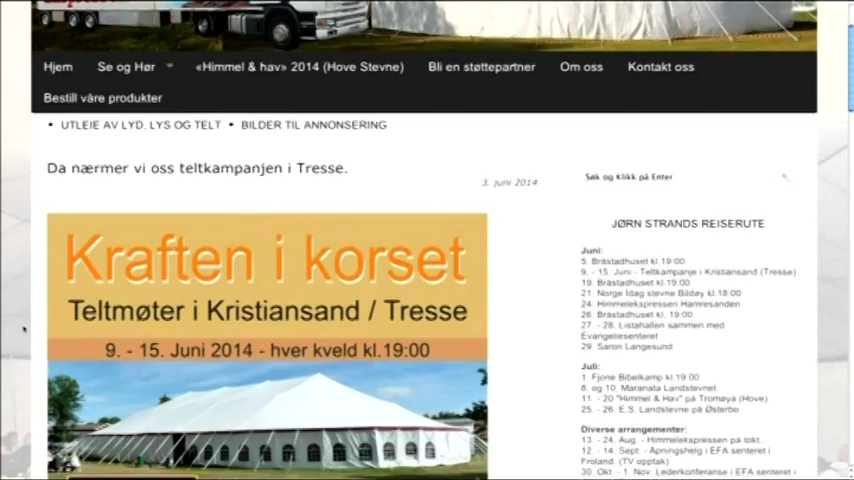 Hjem Se og Hør «Himmel & hav» 2014 (Hove Stevne) Bli en støttepartner Om oss Kontakt oss
Bestill våre produkter
• UTLEIE AV LYD, LYS OG TELT • BILDER TIL ANNONSERING
Da nærmer vi oss teltkampanjen i Tresse.
3. juni 2014
Kraften i korset
Teltmøter i Kristiansand / Tresse
9. - 15. Juni 2014 - hver kveld kl.19:00
Søk og Klikk på Enter
JØRN STRANDS REISERUTE
Juni:
5. Bråstadhuset kl.19:00
9. - 15. Juni - Teltkampanje i Kristiansand (Tresse)
19. Bråstadhuset kl.19:00
21. Norge Idag stevne Bildøy kl.18:00
24. Himmelekspressen Hamresanden
26. Bråstadhuset kl. 19:00
27. - 28. Listahallen sammen med
Evangeliesenteret
29. Saron Langesund
Juli:
1. Fjone Bibelkamp kl.19:00
8. og 10. Maranata Landstevnet
11. - 20 "Himmel & Hav" på Tromøya (Hove)
25. - 26. E.S. Landstevne på Østerbo
Diverse arrangementer:
13. - 24. Aug. - Himmelekspressen på tokt..
12. - 14. Sept. - Åpningshelg i EFA senteret i
Froland. (TV opptak)
30. Okt. - 1. Nov. Lederkonferanse i EFA senteret i